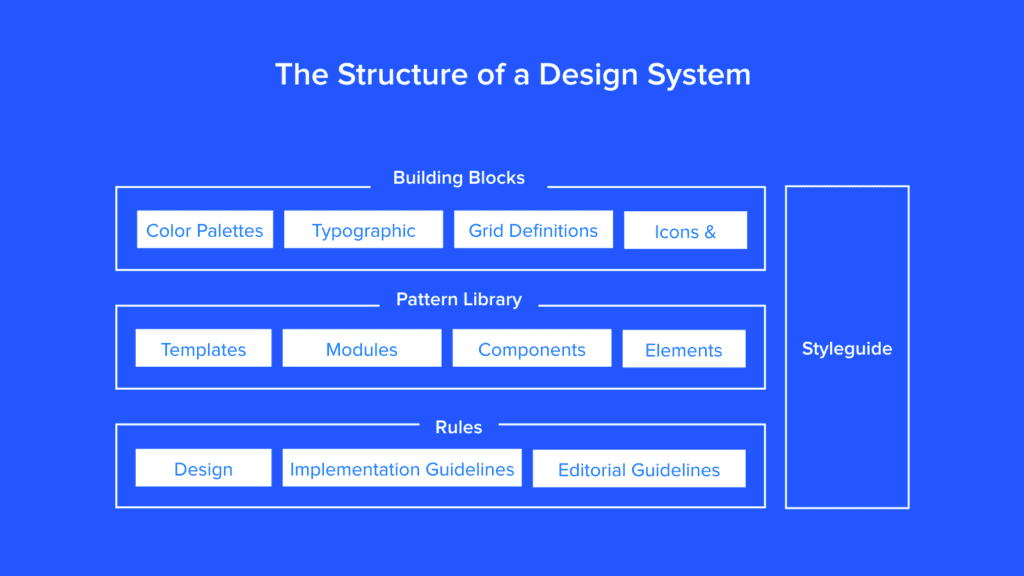 The Structure of a Design System
Building Blocks
Color Palettes
Typographic
Grid Definitions
Icons &
Pattern Library
Templates
Modules
Components
Elements
Rules
Design
Implementation Guidelines
Editorial Guidelines
Styleguide